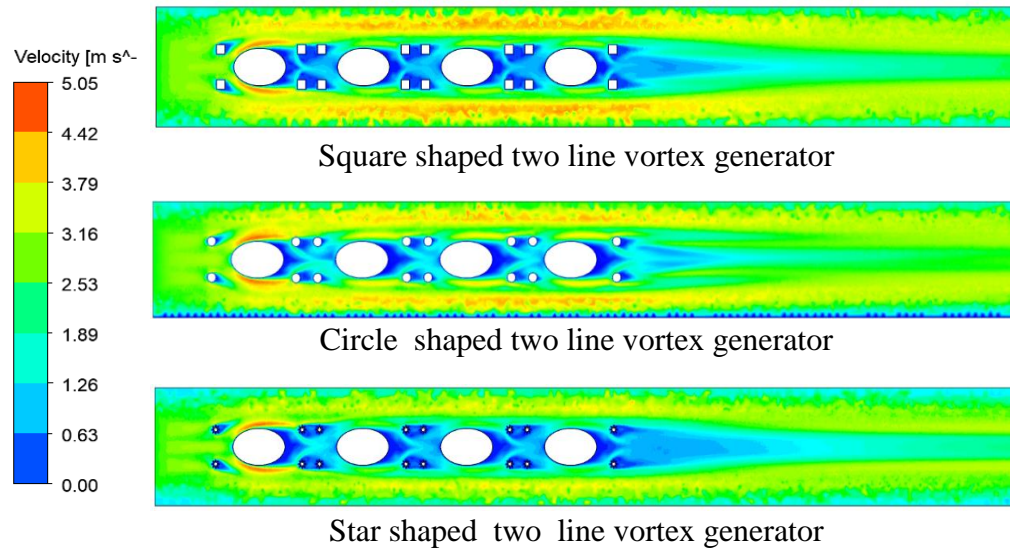 Velocity [m s^-
5.05
4.42
3.79
3.16
2.53
1.89
1.26
0.63
0.00
Square shaped two line vortex generator
Circle  shaped two line vortex generator
Star shaped  two  line vortex generator